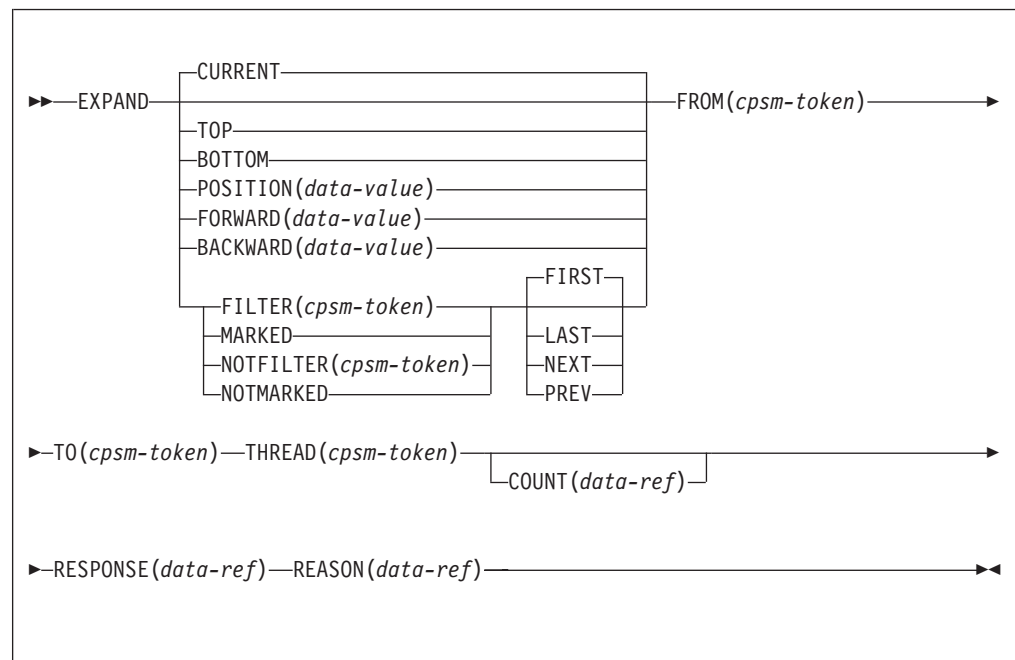 CURRENT
EXPAND FROM(cpsm-token)
TOP
BOTTOM
POSITION(data-value)
FORWARD(data-value)
BACKWARD(data-value)
FIRST
FILTER(cpsm-token)
MARKED LAST
NOTFILTER(cpsm-token) NEXT
NOTMARKED PREV
TO(cpsm-token) THREAD(cpsm-token)
COUNT(data-ref)
RESPONSE(data-ref) REASON(data-ref)